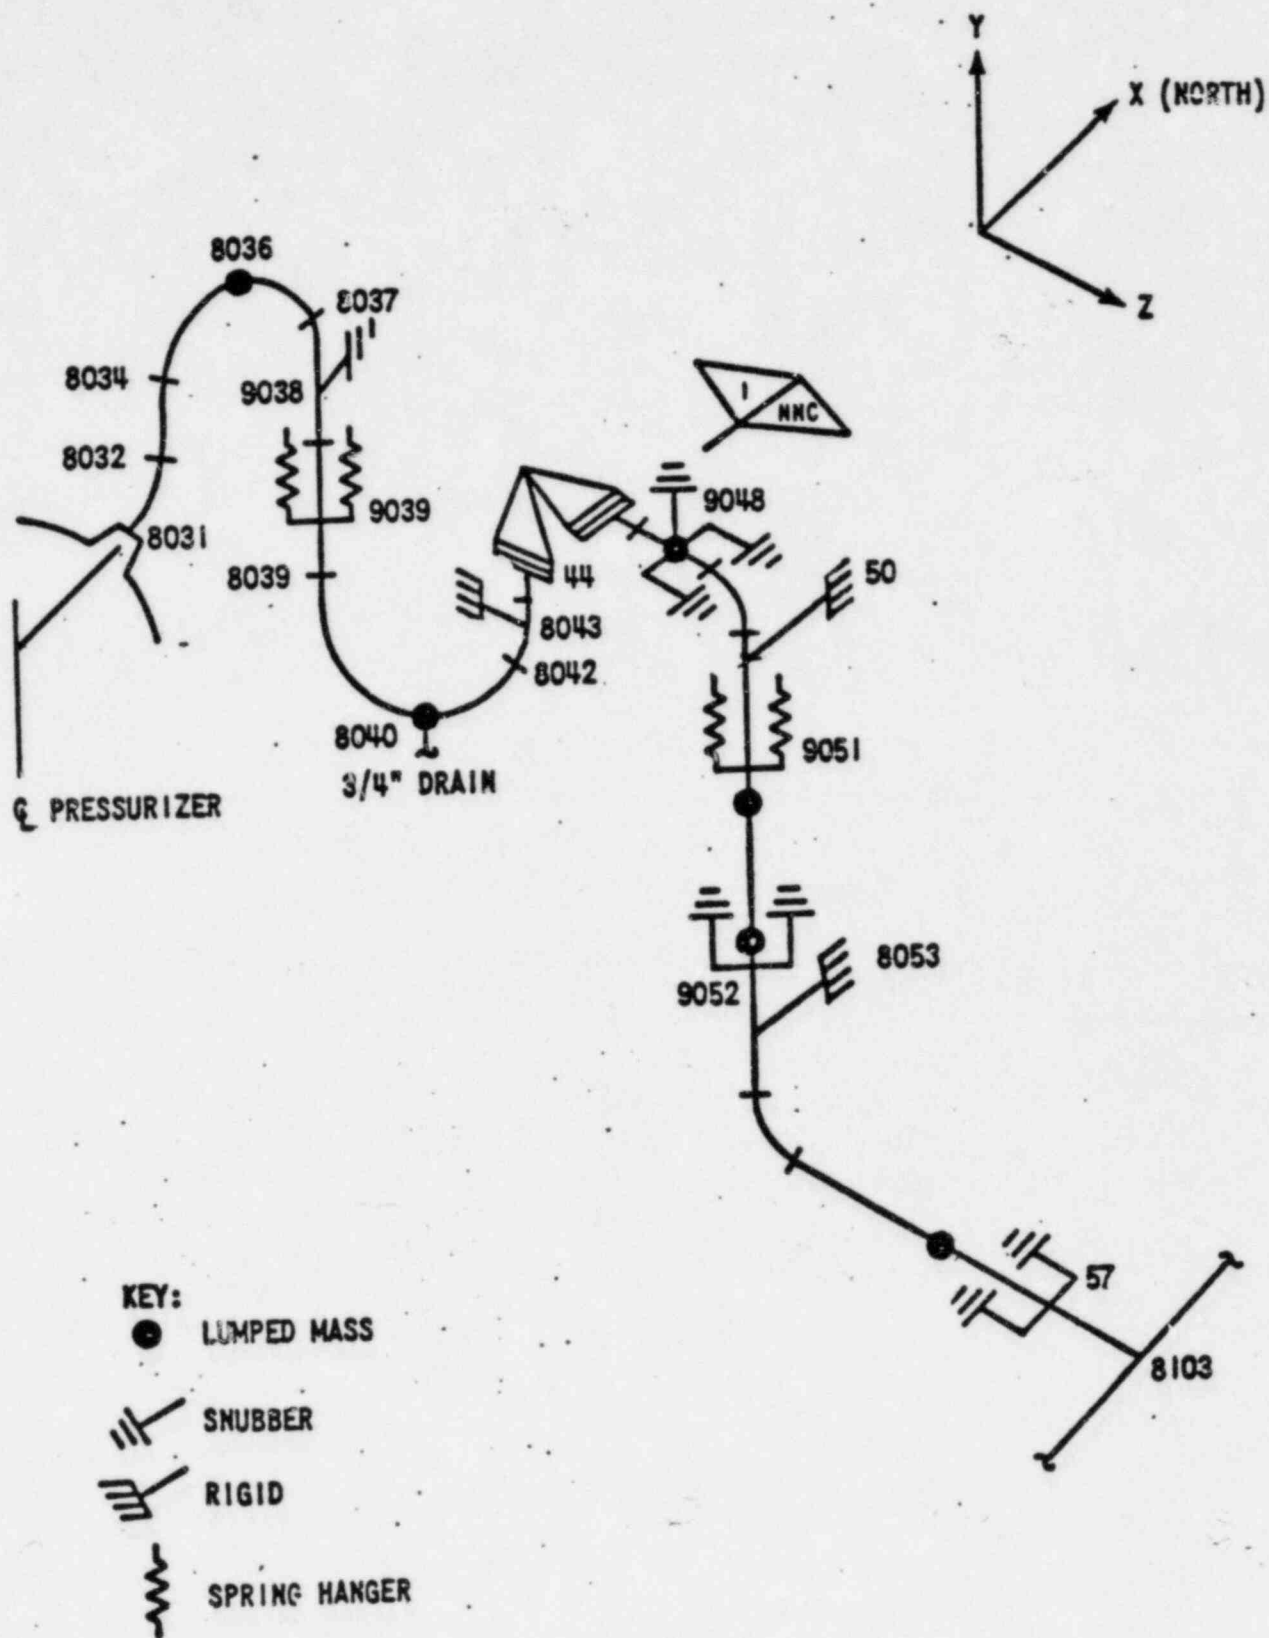 Y
X (NORTH)
Z
8036
8037
8034
9038
8032
9039
8031
8039
I
NNC
9048
44
50
8043
8042
8040
3/4" DRAIN
9051
℄ PRESSURIZER
8053
9052
57
8103
KEY:
LUMPED MASS
SNUBBER
RIGID
SPRING HANGER